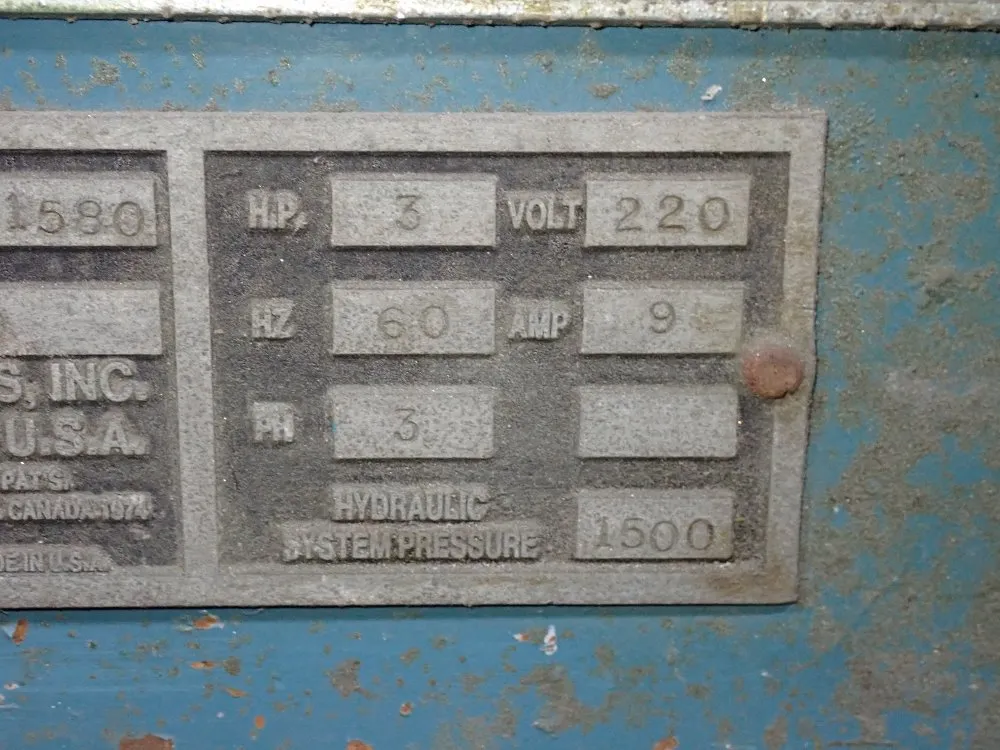 1580
S, INC.
U.S.A.
PAT'S.
CANADA 1974
DE IN U.S.A.
H.P. 3 VOLT 220
HZ 60 AMP 9
PH 3
HYDRAULIC
SYSTEM PRESSURE 1500